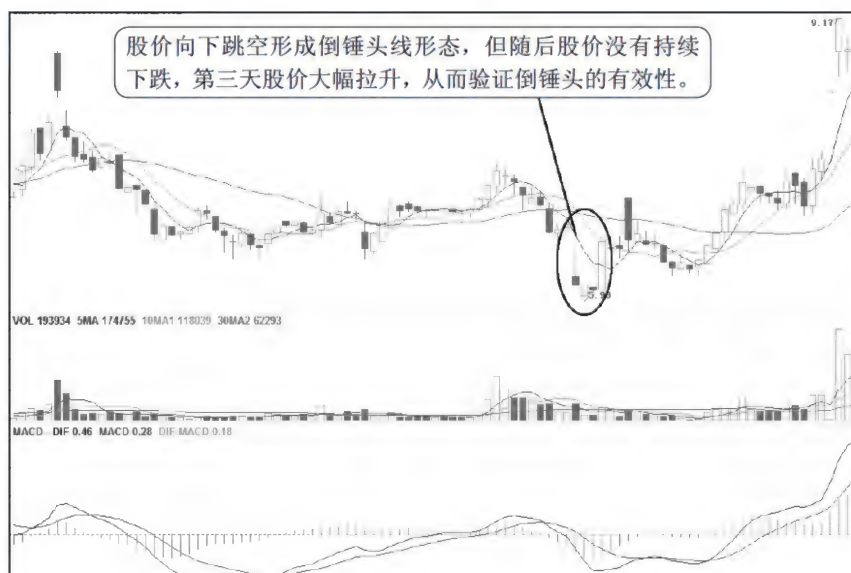 9.17
股价向下跳空形成倒锤头线形态，但随后股价没有持续
下跌，第三天股价大幅拉升，从而验证倒锤头的有效性。
VOL 193934 5MA 174755 10MA1 118039 30MA2 62293
MACD DIF 0.46 MACD 0.28 DIF-MACD 0.18